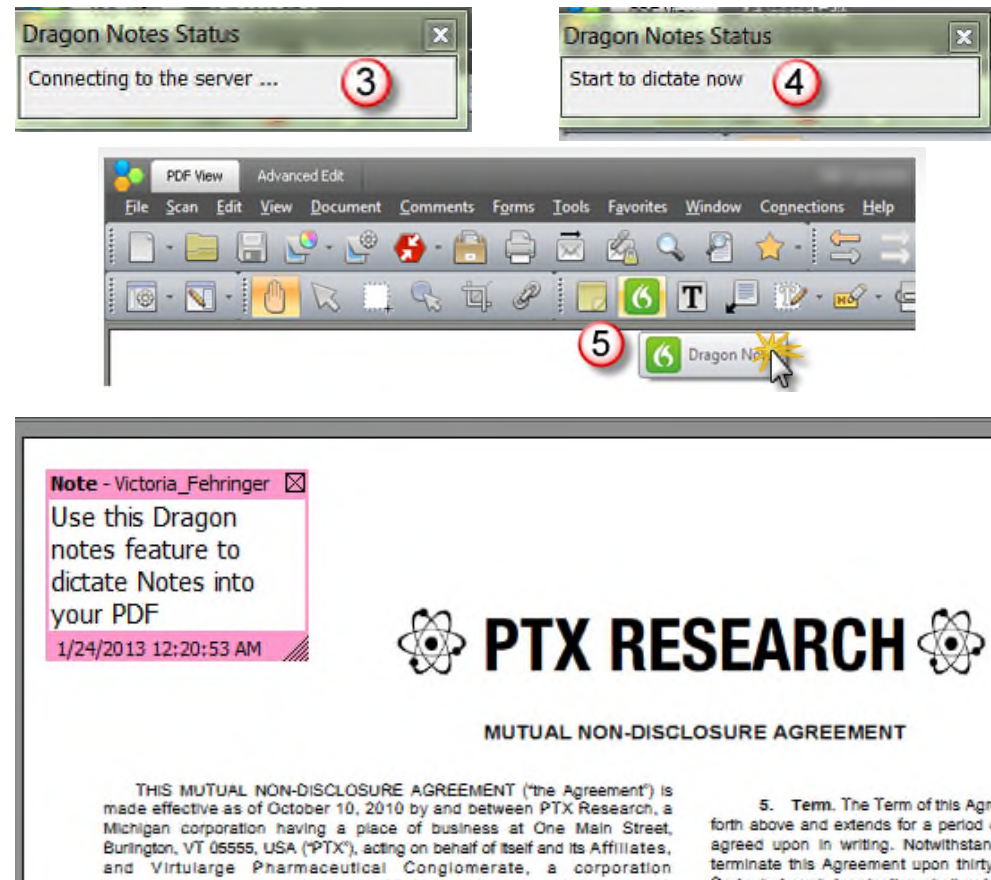 Dragon Notes Status
Connecting to the server ...
3
Dragon Notes Status
Start to dictate now
4
PDF View Advanced Edit
File Scan Edit View Document Comments Forms Tools Favorites Window Connections Help
T
5
Dragon
Note - Victoria_Fehringer
Use this Dragon
notes feature to
dictate Notes into
your PDF
1/24/2013 12:20:53 AM
PTX RESEARCH
MUTUAL NON-DISCLOSURE AGREEMENT
THIS MUTUAL NON-DISCLOSURE AGREEMENT ("the Agreement") is
made effective as of October 10, 2010 by and between PTX Research, a
Michigan corporation having a place of business at One Main Street,
Burlington, VT 05555, USA ("PTX"), acting on behalf of itself and its Affiliates,
and Virtularge Pharmaceutical Conglomerate, a corporation
5. Term. The Term of this Agr
forth above and extends for a period
agreed upon in writing. Notwithstan
terminate this Agreement upon thirty